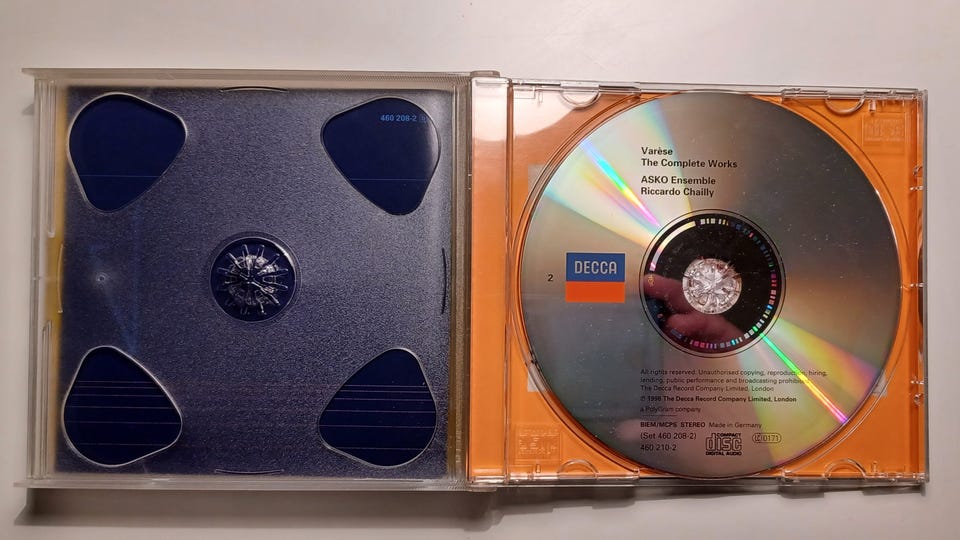 460 208-2
Varèse
The Complete Works
ASKO Ensemble
Riccardo Chailly
2
DECCA
All rights reserved. Unauthorised copying, reproduction, hiring,
lending, public performance and broadcasting prohibited.
The Decca Record Company Limited, London
℗ 1998 The Decca Record Company Limited, London
a PolyGram company
BIEM/MCPS STEREO Made in Germany
(Set 460 208-2)
460 210-2
COMPACT
disc
DIGITAL AUDIO
LC 0171